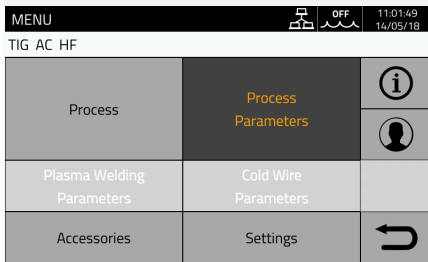 MENU
OFF
11:01:49
14/05/18
TIG AC HF
Process
Process
Parameters
Plasma Welding
Parameters
Cold Wire
Parameters
Accessories
Settings